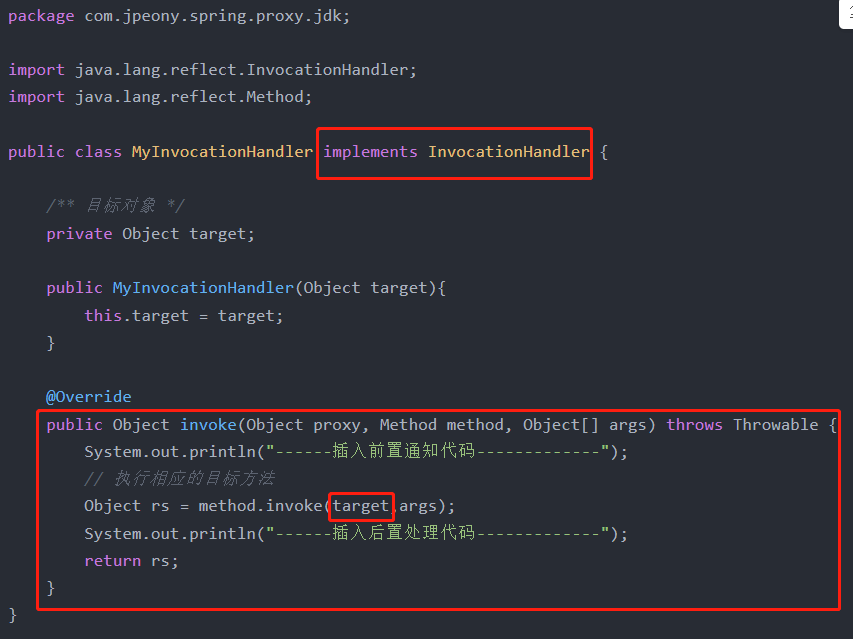 package com.jpeony.spring.proxy.jdk;
import java.lang.reflect.InvocationHandler;
import java.lang.reflect.Method;
public class MyInvocationHandler implements InvocationHandler {
/** 目标对象 */
private Object target;
public MyInvocationHandler(Object target){
this.target = target;
}
@Override
public Object invoke(Object proxy, Method method, Object[] args) throws Throwable {
System.out.println("------插入前置通知代码-------------");
// 执行相应的目标方法
Object rs = method.invoke(target,args);
System.out.println("------插入后置处理代码-------------");
return rs;
}
}